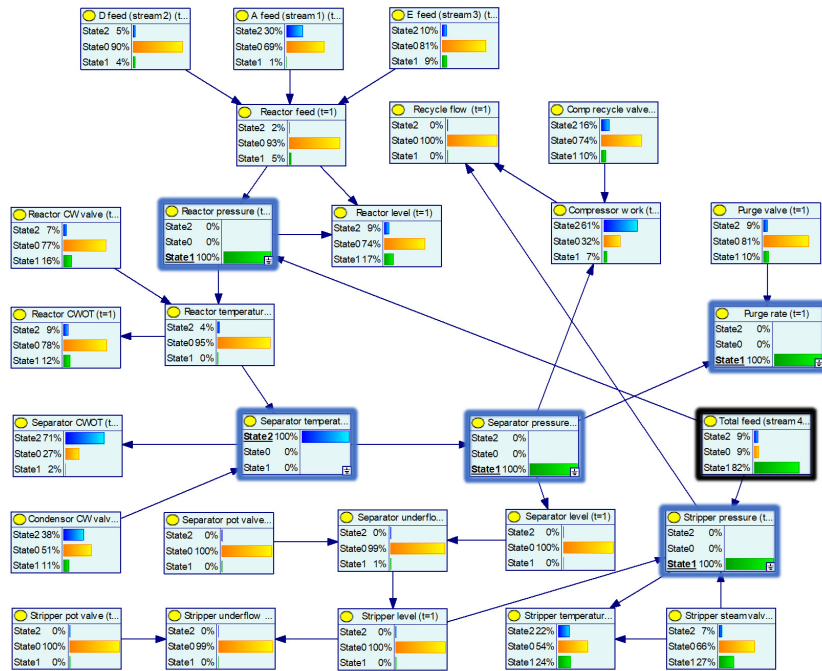 D feed (stream 2) (t...
State2 5%
State0 90%
State1 4%
A feed (stream 1) (t...
State2 30%
State0 69%
State1 1%
E feed (stream 3) (t...
State2 10%
State0 81%
State1 9%
Reactor feed (t=1)
State2 2%
State0 93%
State1 5%
Recycle flow (t=1)
State2 0%
State0 100%
State1 0%
Comp recycle valve...
State2 16%
State0 74%
State1 10%
Reactor CW valve (t...
State2 7%
State0 77%
State1 16%
Reactor pressure (t...
State2 0%
State0 0%
State1 100%
Reactor level (t=1)
State2 9%
State0 74%
State1 17%
Compressor work (t...
State2 61%
State0 32%
State1 7%
Purge valve (t=1)
State2 9%
State0 81%
State1 10%
Reactor CWOT (t=1)
State2 9%
State0 78%
State1 12%
Reactor temperatur...
State2 4%
State0 95%
State1 0%
Purge rate (t=1)
State2 0%
State0 0%
State1 100%
Separator CWOT (t...
State2 71%
State0 27%
State1 2%
Separator temperat...
State2 100%
State0 0%
State1 0%
Separator pressure...
State2 0%
State0 0%
State1 100%
Total feed (stream 4...
State2 9%
State0 9%
State1 82%
Condensor CW valv...
State2 38%
State0 51%
State1 11%
Separator pot valve...
State2 0%
State0 100%
State1 0%
Separator underflo...
State2 0%
State0 99%
State1 1%
Separator level (t=1)
State2 0%
State0 100%
State1 0%
Stripper pressure (t...
State2 0%
State0 0%
State1 100%
Stripper pot valve (t...
State2 0%
State0 100%
State1 0%
Stripper underflow ...
State2 0%
State0 99%
State1 0%
Stripper level (t=1)
State2 0%
State0 100%
State1 0%
Stripper temperatur...
State2 22%
State0 54%
State1 24%
Stripper steam valv...
State2 7%
State0 66%
State1 27%